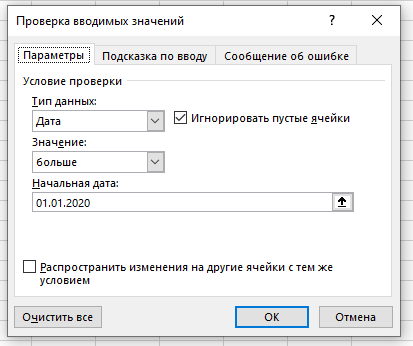 Проверка вводимых значений ? ×
Параметры Подсказка по вводу Сообщение об ошибке
Условие проверки
Тип данных:
Дата Игнорировать пустые ячейки
Значение:
больше
Начальная дата:
01.01.2020
Распространить изменения на другие ячейки с тем же
условием
Очистить все ОК Отмена